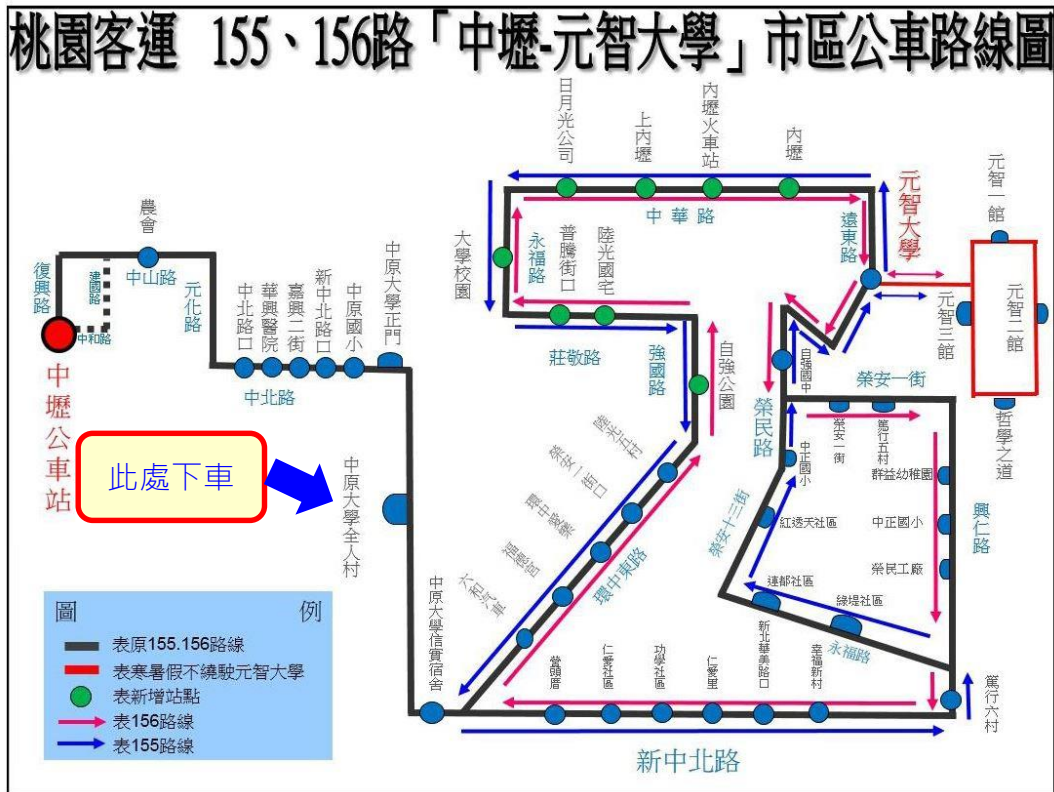 桃園客運 155、156路「中壢-元智大學」市區公車路線圖
日月光公司
上內壢
內壢火車站
內壢
元智大學
元智一館
中華路
遠東路
農會
中山路
復興路
建國路
中和路
元化路
中壢公車站
中北路口
華興醫院
嘉興二街
新中北路口
中原國小
中原大學正門
中北路
大學校園
永福路
普騰街口
陸光國宅
莊敬路
強國路
自強公園
元智三館
元智二館
哲學之道
自強國中
榮安一街
榮民路
榮安一街
篤行五村
中正國小
群益幼稚園
紅透天社區
中正國小
興仁路
榮安十三街
榮民工廠
連都社區
綠堤社區
永福路
此處下車
中原大學全人村
陸光五村
榮安一街口
環中愛樂
福德宮
六和汽車
環中東路
中原大學信實宿舍
營頭厝
仁愛社區
功學社區
仁愛里
新北華美路口
幸福新村
篤行六村
新中北路
圖 例
表原155.156路線
表寒暑假不繞駛元智大學
表新增站點
表156路線
表155路線